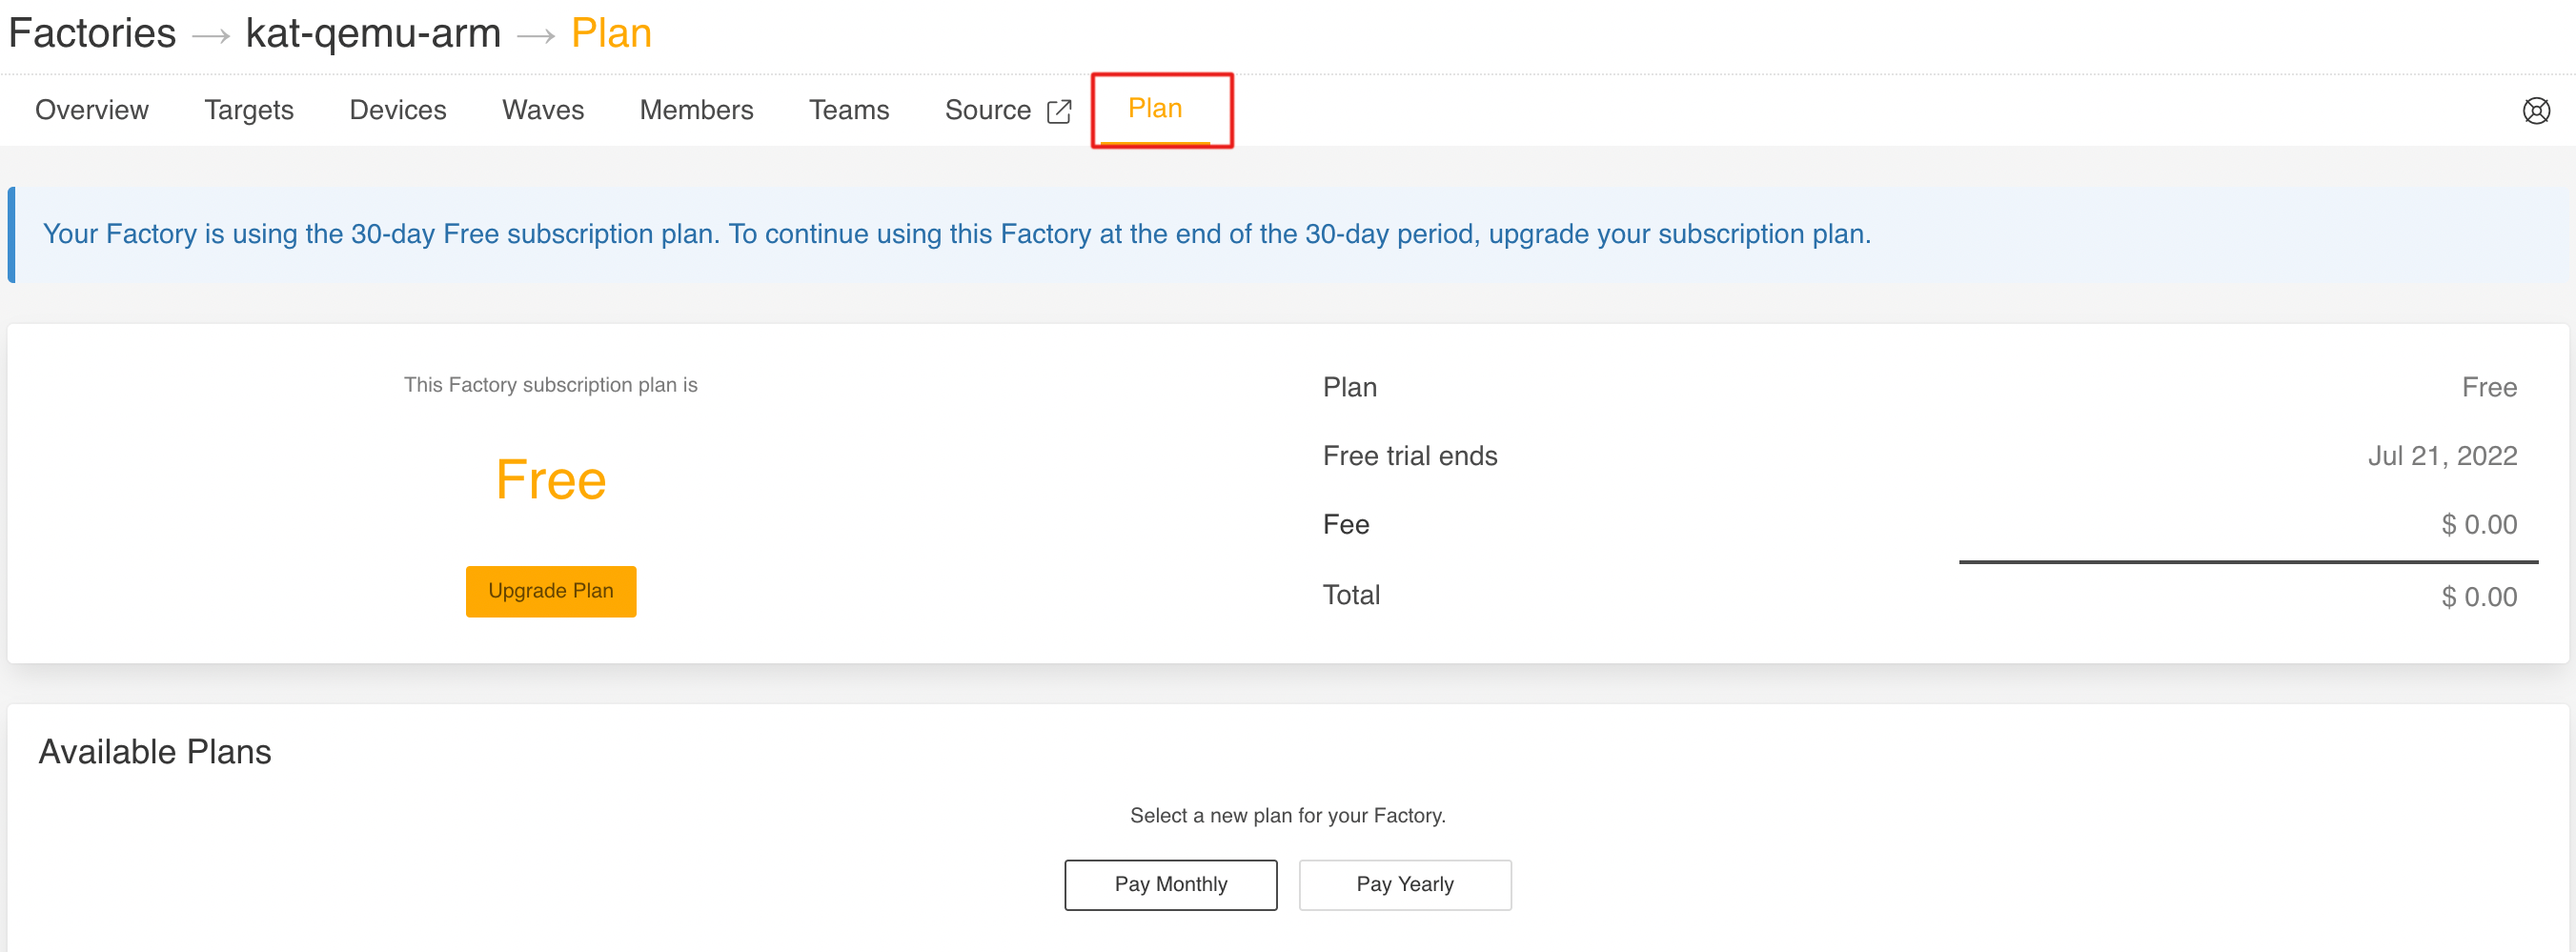 Factories → kat-qemu-arm → Plan
Overview Targets Devices Waves Members Teams Source Plan
Your Factory is using the 30-day Free subscription plan. To continue using this Factory at the end of the 30-day period, upgrade your subscription plan.
This Factory subscription plan is
Free
Upgrade Plan
Plan Free
Free trial ends Jul 21, 2022
Fee $ 0.00
Total $ 0.00
Available Plans
Select a new plan for your Factory.
Pay Monthly Pay Yearly